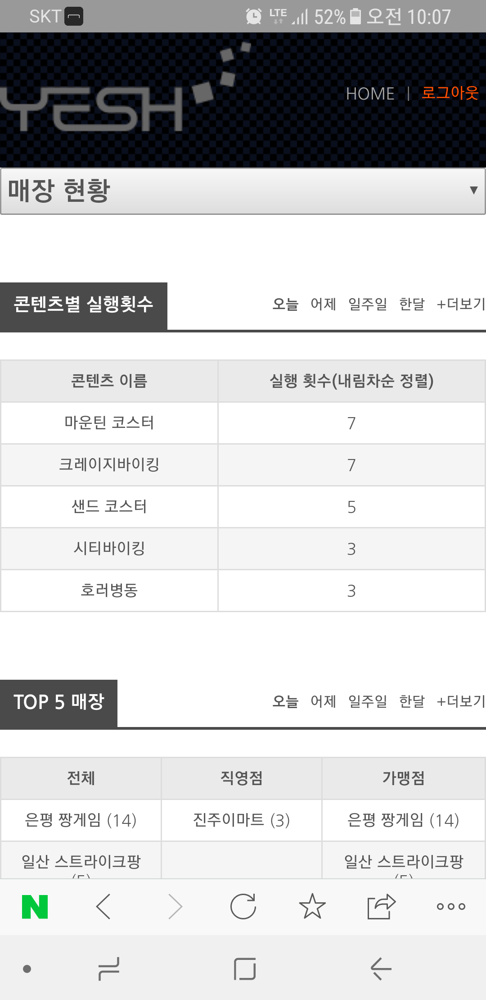 SKT LTE 52% 오전 10:07
YESH
HOME | 로그아웃
매장 현황 ▼
콘텐츠별 실행횟수 오늘 어제 일주일 한달 +더보기
콘텐츠 이름 실행 횟수(내림차순 정렬)
마운틴 코스터 7
크레이지바이킹 7
샌드 코스터 5
시티바이킹 3
호러병동 3
TOP 5 매장 오늘 어제 일주일 한달 +더보기
전체 직영점 가맹점
은평 짱게임 (14) 진주이마트 (3) 은평 짱게임 (14)
일산 스트라이크팡 일산 스트라이크팡
(5) (5)
N